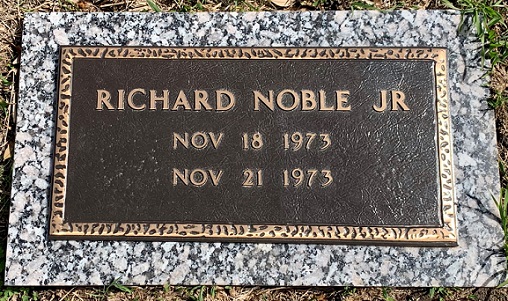 RICHARD NOBLE JR
NOV 18 1973
NOV 21 1973